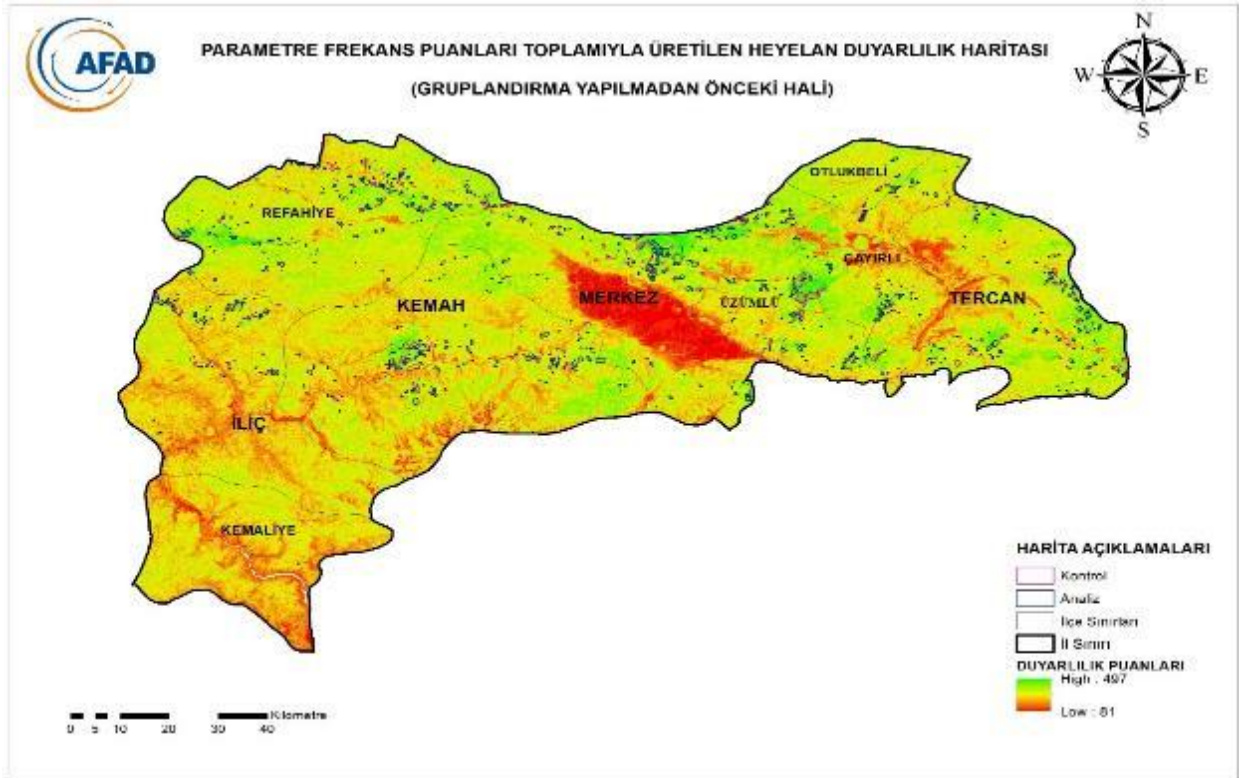 AFAD
PARAMETRE FREKANS PUANLARI TOPLAMIYLA ÜRETİLEN HEYELAN DUYARLILIK HARİTASI
(GRUPLANDIRMA YAPILMADAN ÖNCEKİ HALİ)
N
W E
S
OTLUKBELİ
REFAHİYE
ÇAYIRLI
KEMAH
MERKEZ
ÜZÜMLÜ
TERCAN
İLİÇ
KEMALİYE
HARİTA AÇIKLAMALARI
Kontrol
Analiz
İlçe Sınırları
İl Sınırı
DUYARLILIK PUANLARI
High : 497
Low : 81
Kilometre
0 5 10 20 30 40